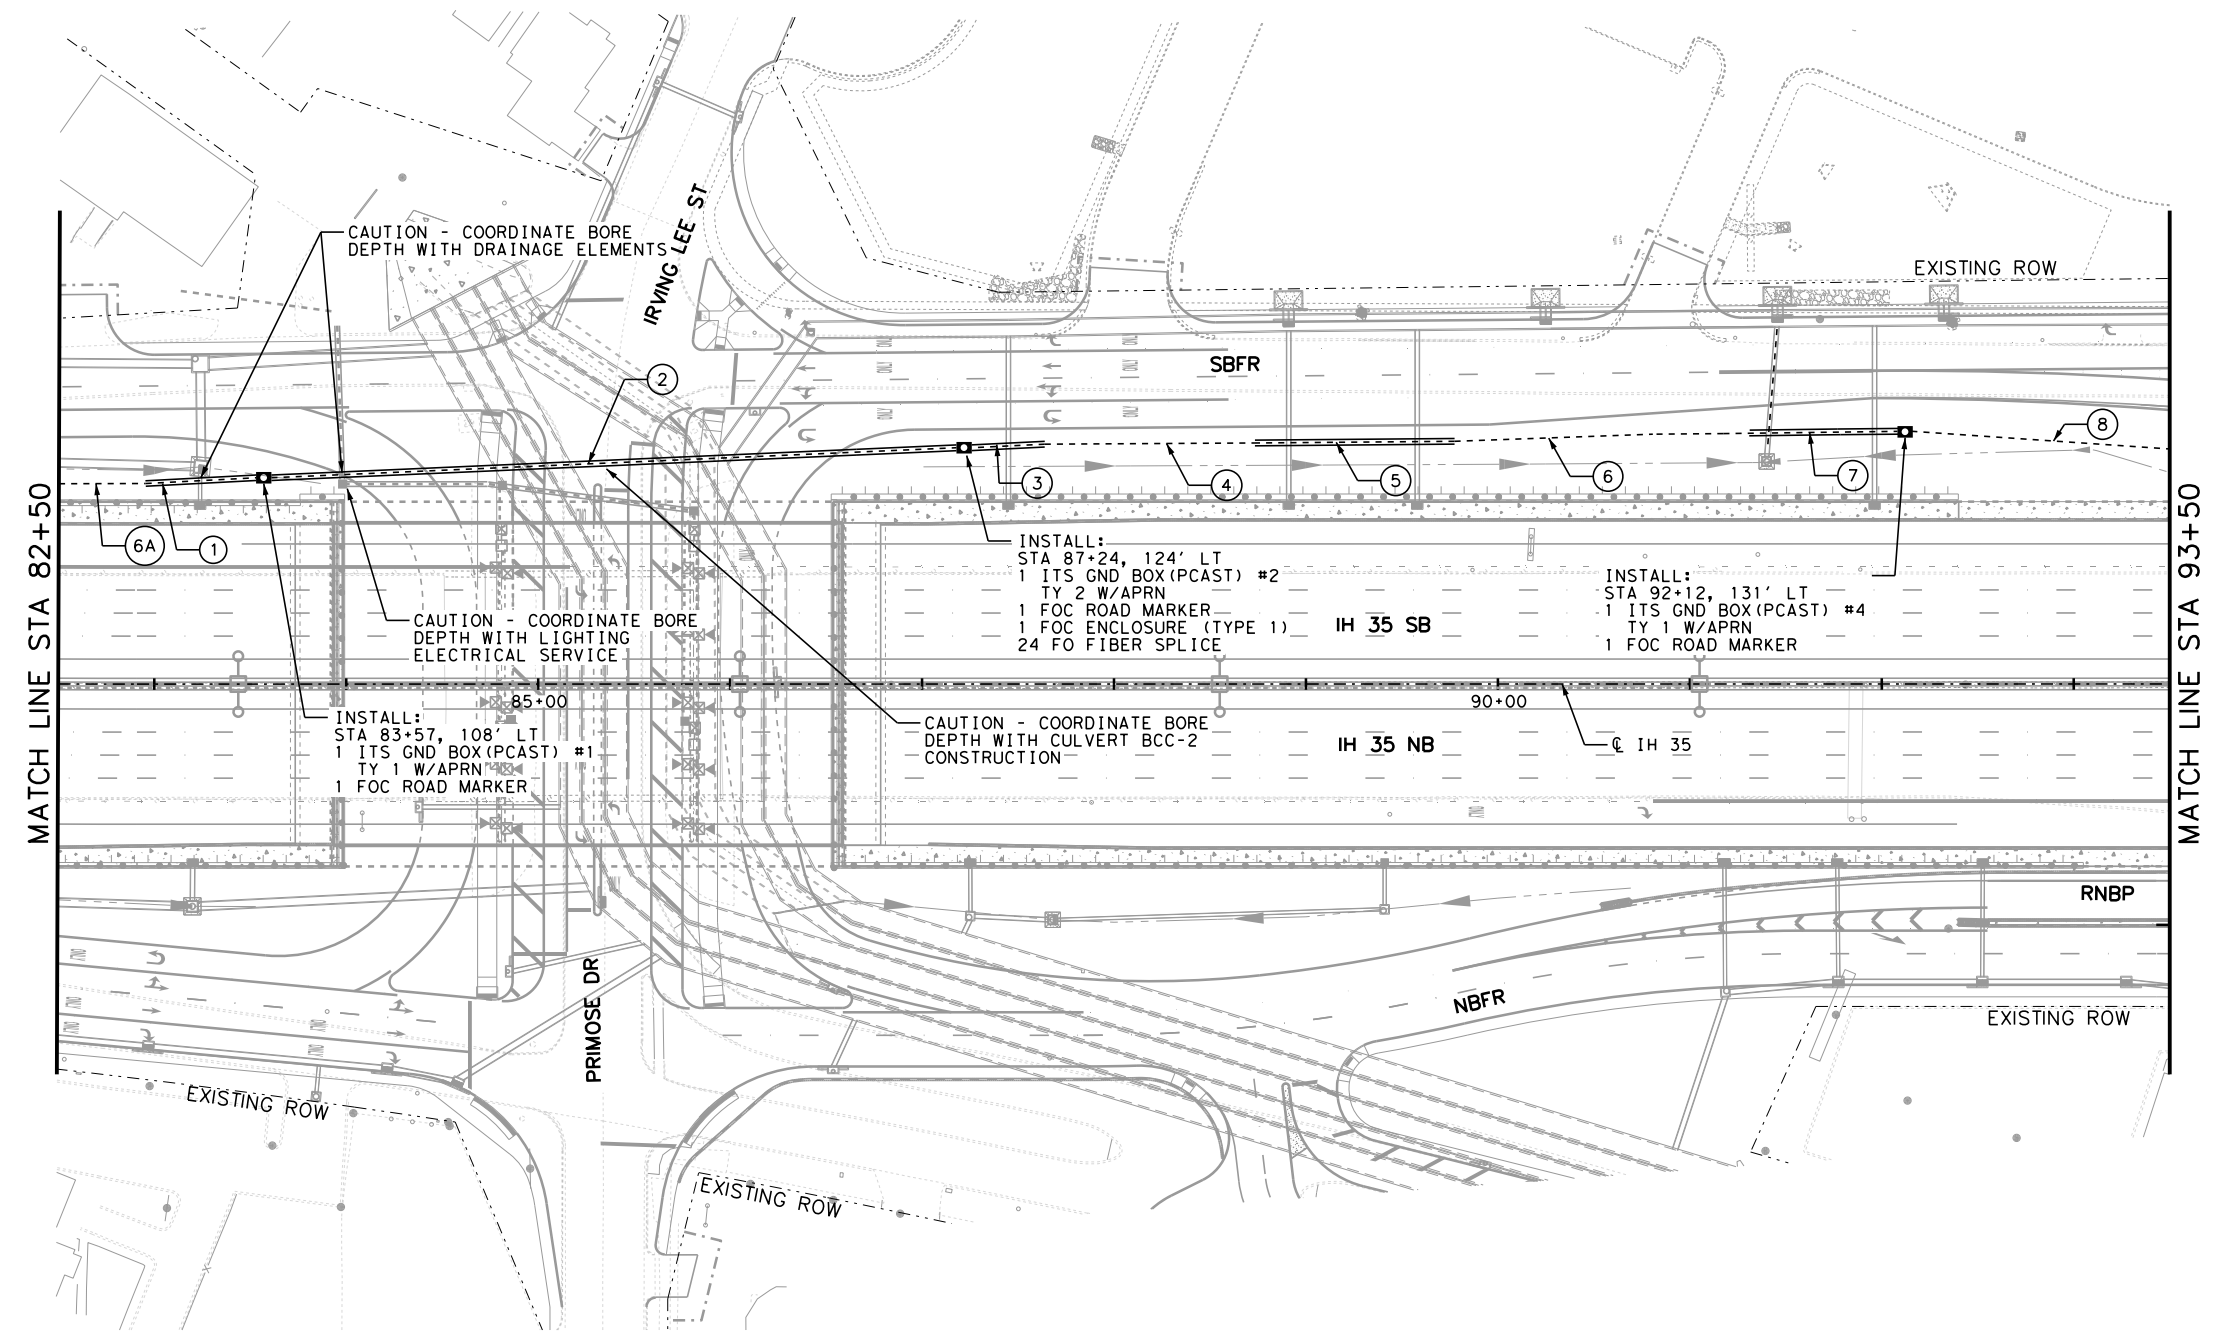 CAUTION - COORDINATE BORE
DEPTH WITH DRAINAGE ELEMENTS
IRVING LEE ST
EXISTING ROW
SBFR
2
8
3
4
5
6
7
6A
1
MATCH LINE STA 82+50
MATCH LINE STA 93+50
INSTALL:
STA 87+24, 124' LT
1 ITS GND BOX(PCAST) #2
TY 2 W/APRN
1 FOC ROAD MARKER
1 FOC ENCLOSURE (TYPE 1)
24 FO FIBER SPLICE
IH 35 SB
INSTALL:
STA 92+12, 131' LT
1 ITS GND BOX(PCAST) #4
TY 1 W/APRN
1 FOC ROAD MARKER
CAUTION - COORDINATE BORE
DEPTH WITH LIGHTING
ELECTRICAL SERVICE
85+00
90+00
INSTALL:
STA 83+57, 108' LT
1 ITS GND BOX(PCAST) #1
TY 1 W/APRN
1 FOC ROAD MARKER
CAUTION - COORDINATE BORE
DEPTH WITH CULVERT BCC-2
CONSTRUCTION
IH 35 NB
℄ IH 35
RNBP
PRIMOSE DR
NBFR
EXISTING ROW
EXISTING ROW
EXISTING ROW